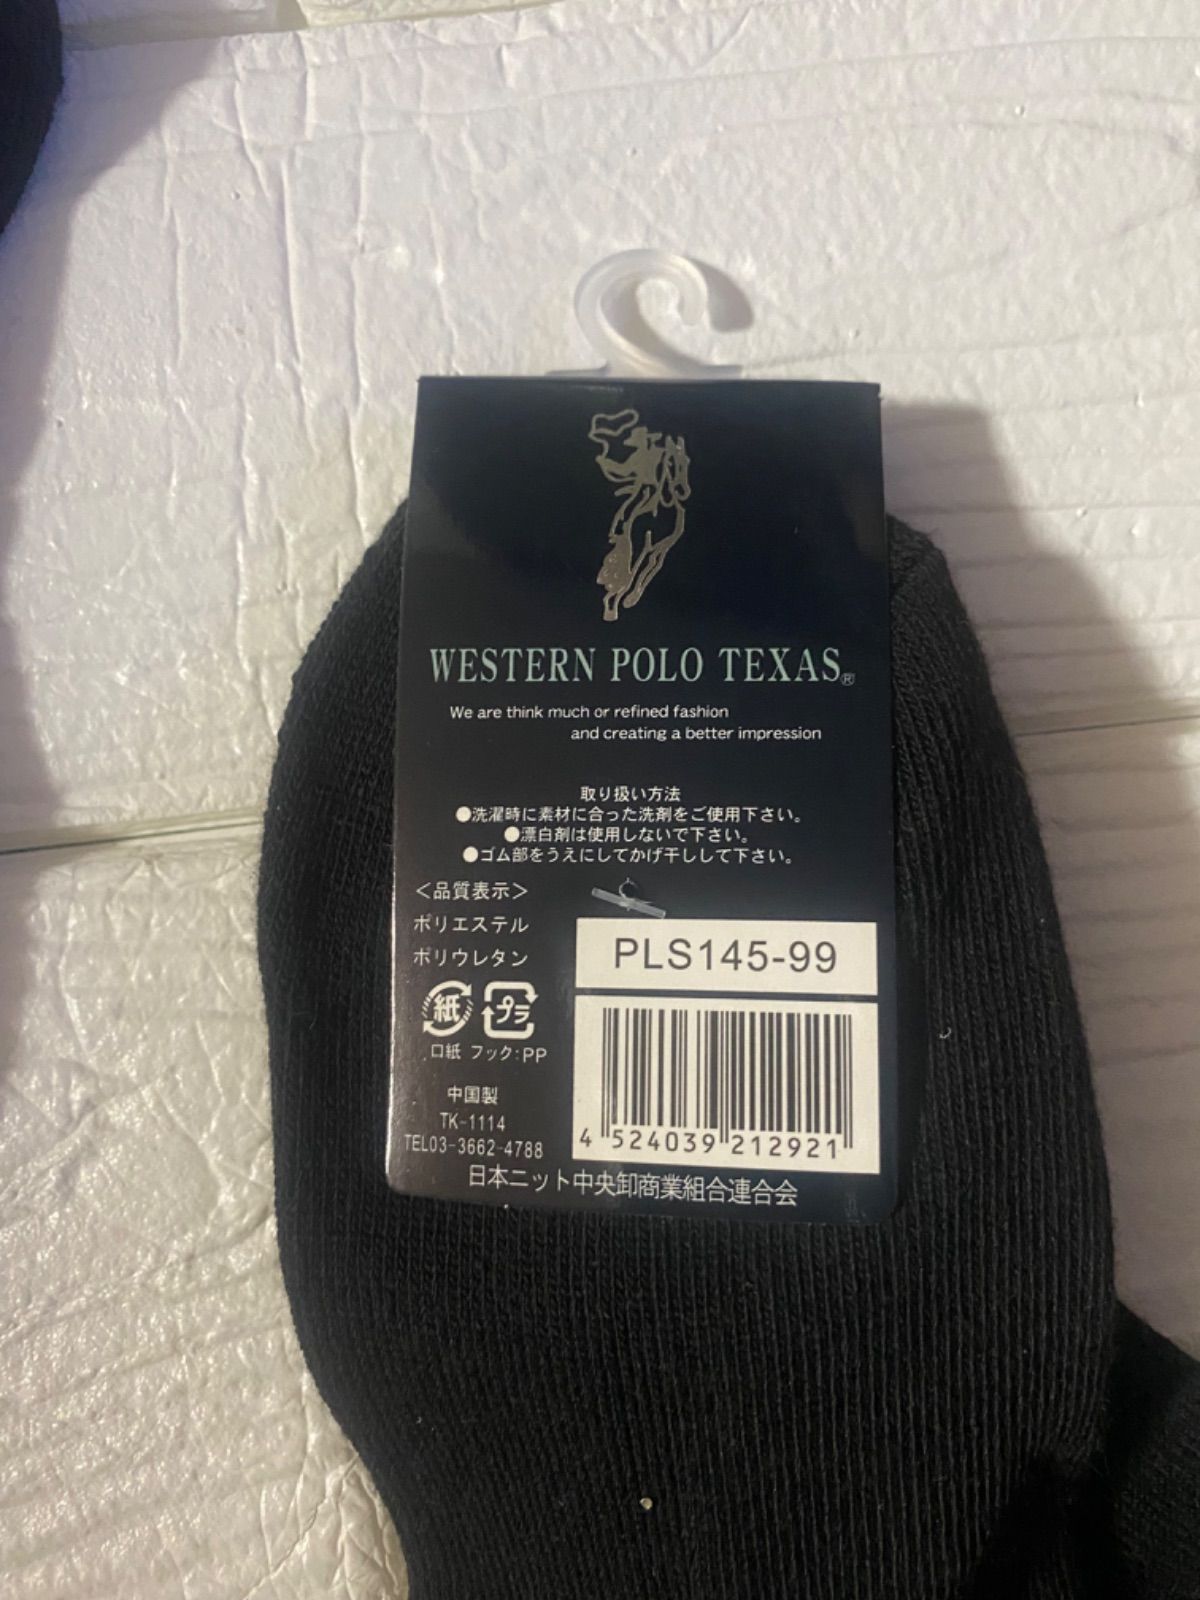 WESTERN POLO TEXAS®
We are think much or refined fashion
and creating a better impression
取り扱い方法
●洗濯時に素材に合った洗剤をご使用下さい。
●漂白剤は使用しないで下さい。
●ゴム部をうえにしてかげ干しして下さい。
＜品質表示＞
ポリエステル
ポリウレタン
PLS145-99
紙 プラ
口紙 フック:PP
中国製
TK-1114
TEL03-3662-4788
4 524039 212921
日本ニット中央卸商業組合連合会